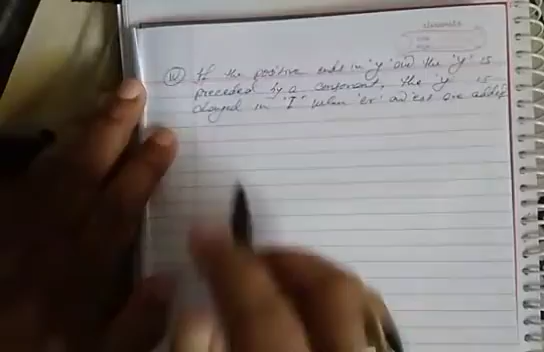 classmate
(IV) If the positive ends in 'y' and the 'y' is
preceded by a consonant, the 'y' is
changed in 'I' when 'er' and 'est' are added